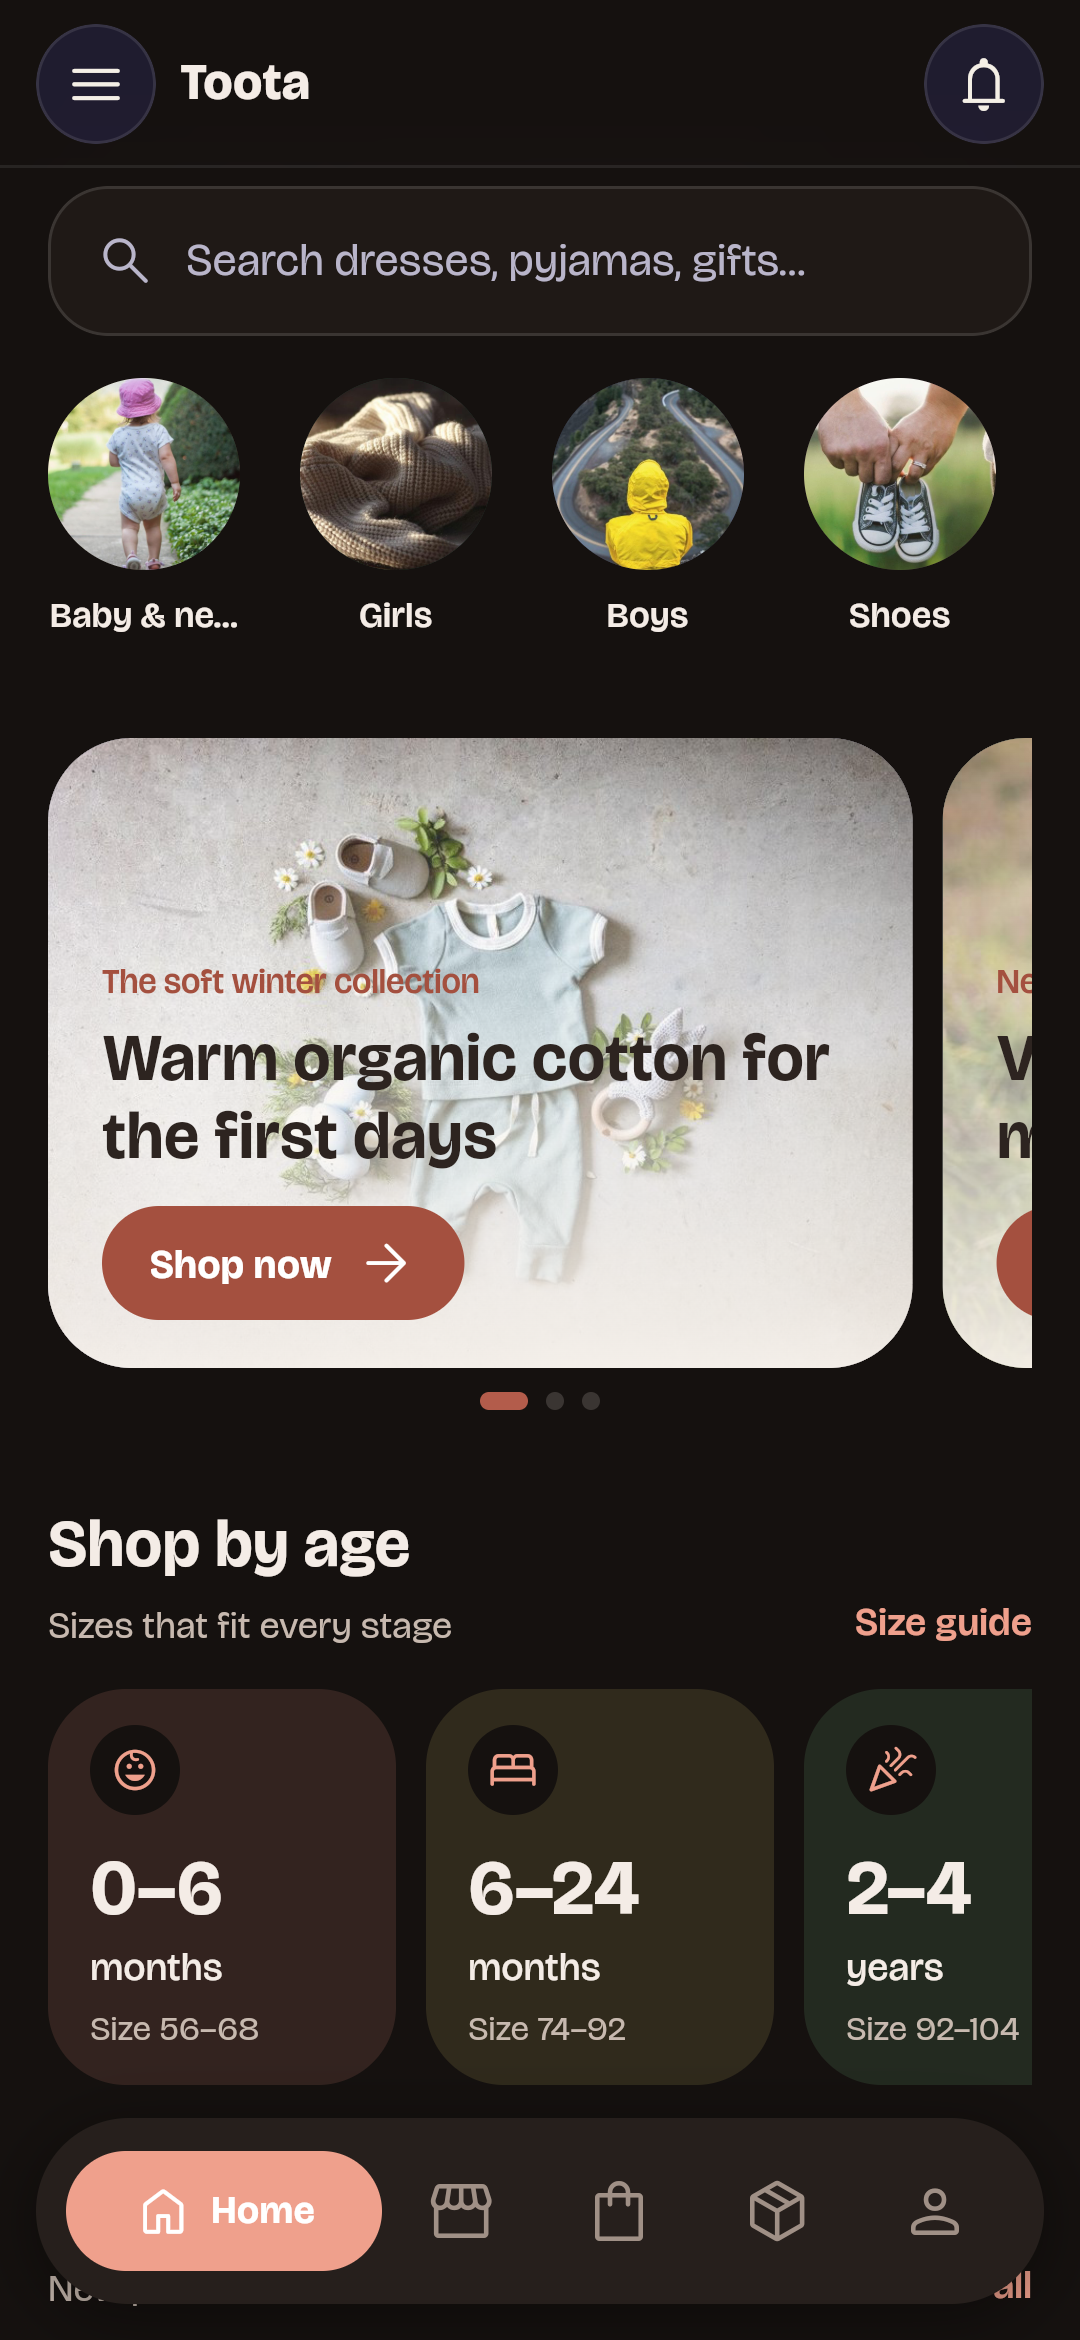 Toota
Search dresses, pyjamas, gifts...
Baby & ne...
Girls
Boys
Shoes
The soft winter collection
Warm organic cotton for
the first days
Shop now
Shop by age
Sizes that fit every stage
Size guide
0–6
months
Size 56–68
6–24
months
Size 74–92
2–4
years
Size 92–104
Home
all